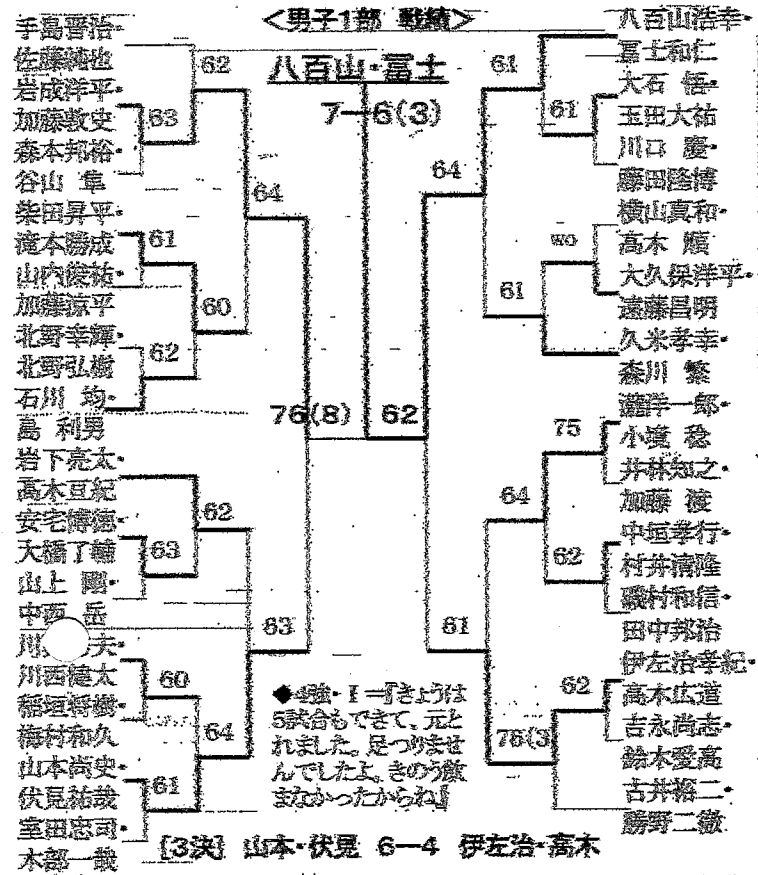 <男子1部 戦績>
八百山・冨士
7―6(3)
手島晋治・
佐藤純也
岩成洋平・
加藤敦史
森本邦裕・
谷山 隼
柴田昇平・
滝本勝成
山内俊祐・
加藤涼平
北野幸輝・
北野弘樹
石川 均・
島 利男
岩下亮太・
高木亘紀
安宅博徳・
大橋了輔
山上 剛・
中西 岳
川 夫・
川西健太
稲垣将樹・
梅村和久
山本尚史・
伏見祐哉
室田忠司・
木部一哉
62
63
64
61
60
62
76(8)
62
63
63
60
64
61
八百山浩幸・
冨士和仁
大石 悟・
玉田大祐
川口 慶・
藤田隆博
横山真和・
高木 順
大久保洋平・
遠藤昌明
久米孝幸・
森川 繁
洋一郎・
小 稔
井林知之・
加藤 凌
中垣孝行・
村井清隆
磯村和信・
田中邦治
伊左治孝紀・
高木広道
吉永尚志・
鈴木愛高
古井裕二・
勝野二徹
61
61
64
wo
61
62
75
64
62
61
62
76(3
◆4強・I=『きょうは
5試合もできて、元と
れました。足つりませ
んでしたよ。きのう飲
まなかったからね』
[3決] 山本・伏見 6―4 伊左治・高木